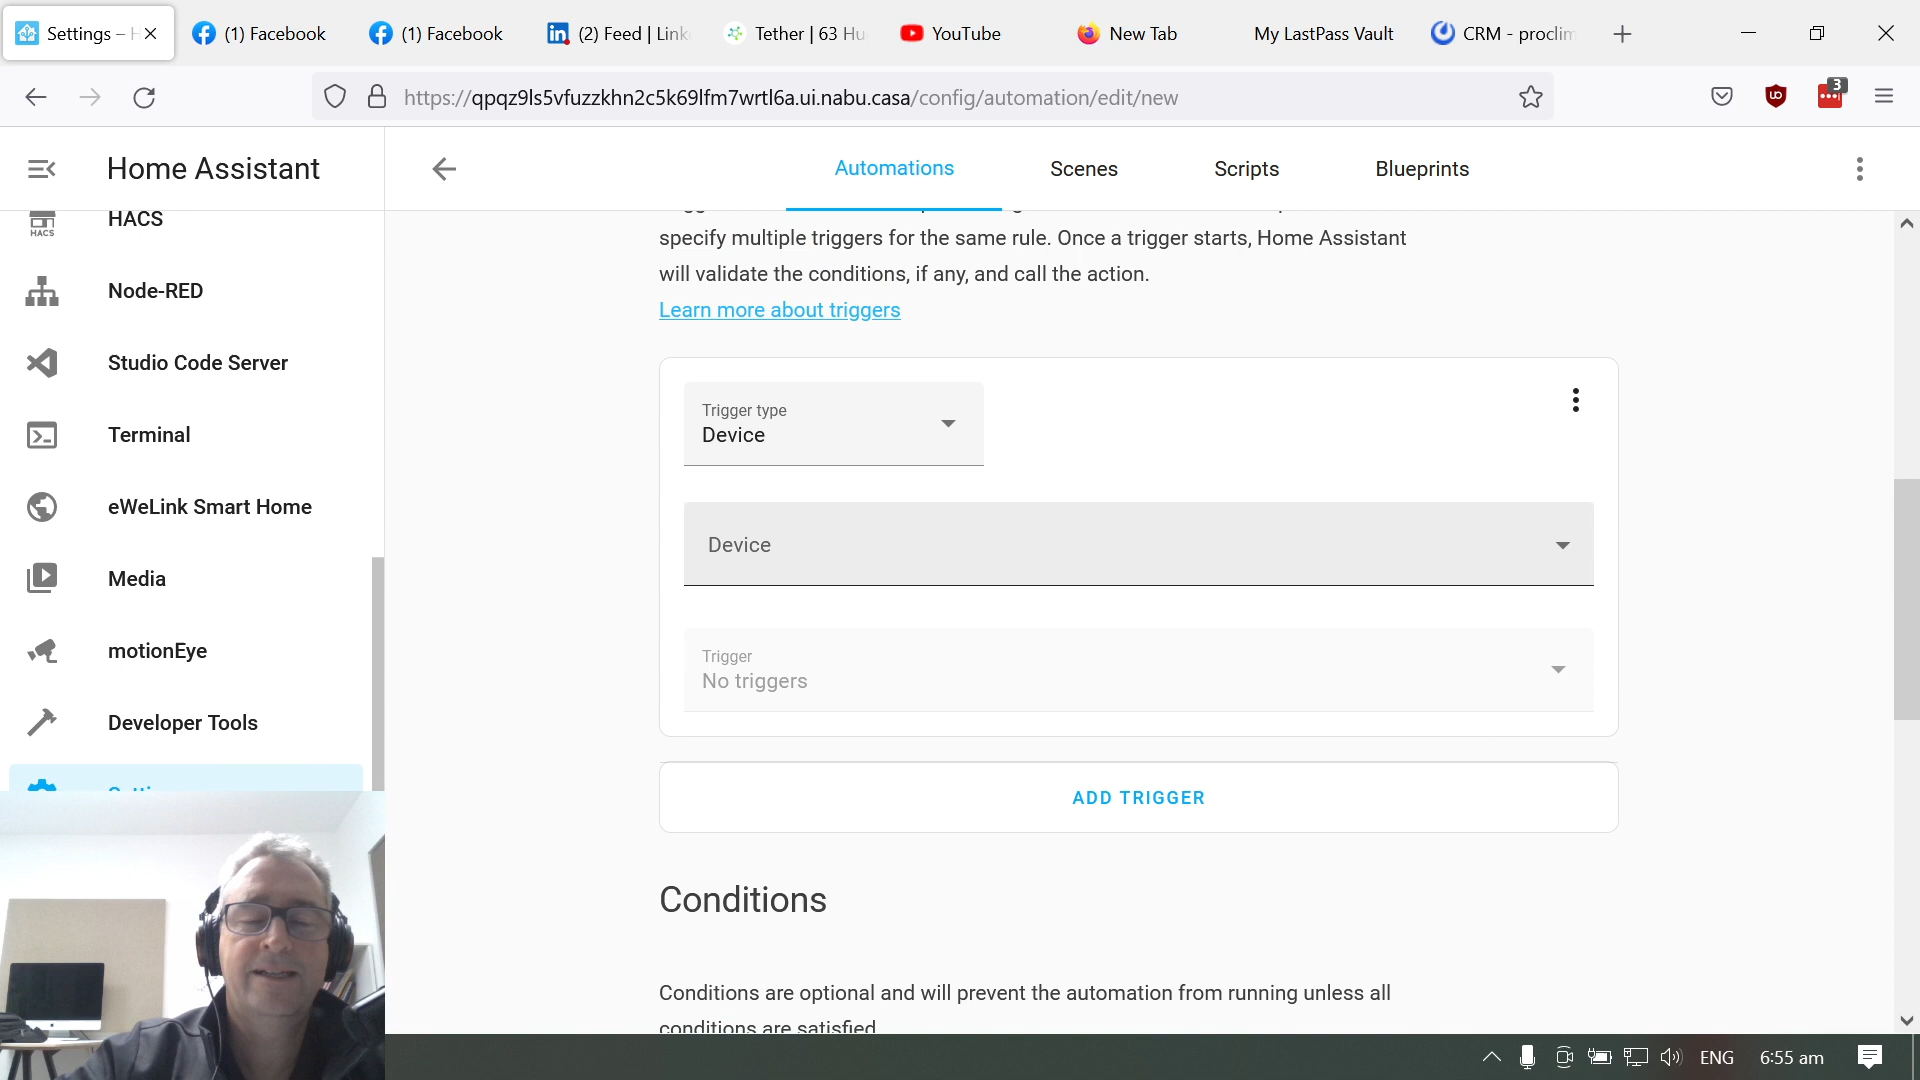 Settings – H
(1) Facebook
(1) Facebook
(2) Feed | Link
Tether | 63 Hu
YouTube
New Tab
My LastPass Vault
CRM - proclim
https://qpqz9ls5vfuzzkhn2c5k69lfm7wrtl6a.ui.nabu.casa/config/automation/edit/new
3
Home Assistant
Automations
Scenes
Scripts
Blueprints
HACS
HACS
Node-RED
Studio Code Server
Terminal
eWeLink Smart Home
Media
motionEye
Developer Tools
specify multiple triggers for the same rule. Once a trigger starts, Home Assistant
will validate the conditions, if any, and call the action.
Learn more about triggers
Trigger type
Device
Device
Trigger
No triggers
ADD TRIGGER
Conditions
Conditions are optional and will prevent the automation from running unless all
conditions are satisfied
ENG
6:55 am